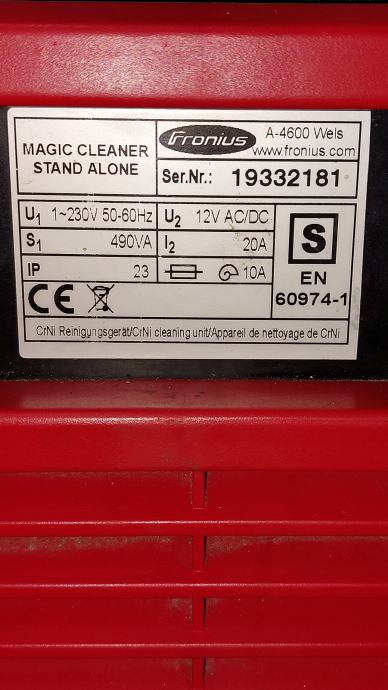 MAGIC CLEANER
STAND ALONE
Fronius
A-4600 Wels
www.fronius.com
Ser.Nr.: 19332181
U1 1~230V 50-60Hz
U2 12V AC/DC
S1 490VA
I2 20A
IP 23
10A
CE
S
EN
60974-1
CrNi Reinigungsgerät/CrNi cleaning unit/Appareil de nettoyage de CrNi